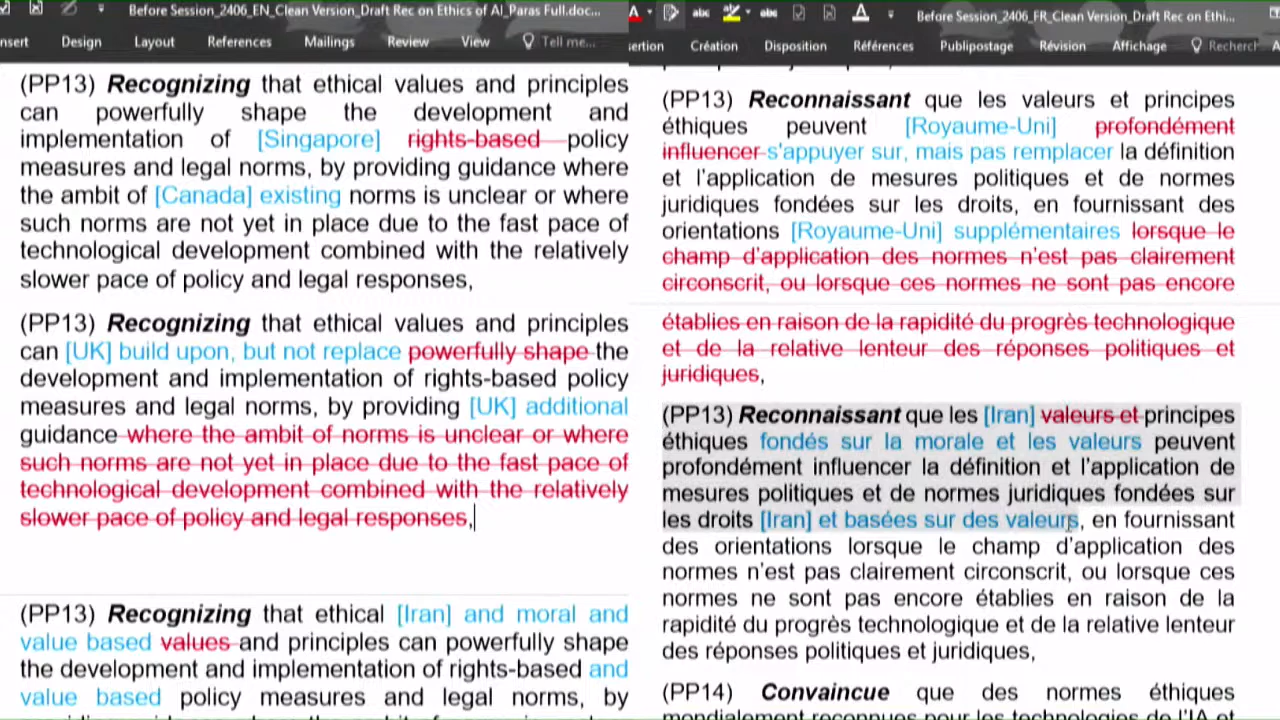 Before Session_2406_EN_Clean Version_Draft Rec on Ethics of AI_Paras Full.doc...
nsert Design Layout References Mailings Review View Tell me...
(PP13) Recognizing that ethical values and principles
can powerfully shape the development and
implementation of [Singapore] rights-based policy
measures and legal norms, by providing guidance where
the ambit of [Canada] existing norms is unclear or where
such norms are not yet in place due to the fast pace of
technological development combined with the relatively
slower pace of policy and legal responses,
(PP13) Recognizing that ethical values and principles
can [UK] build upon, but not replace powerfully shape the
development and implementation of rights-based policy
measures and legal norms, by providing [UK] additional
guidance where the ambit of norms is unclear or where
such norms are not yet in place due to the fast pace of
technological development combined with the relatively
slower pace of policy and legal responses,
(PP13) Recognizing that ethical [Iran] and moral and
value based values and principles can powerfully shape
the development and implementation of rights-based and
value based policy measures and legal norms, by
A abc abc A
Before Session_2406_FR_Clean Version_Draft Rec on Ethi...
ertion Création Disposition Références Publipostage Révision Affichage Recherch
(PP13) Reconnaissant que les valeurs et principes
éthiques peuvent [Royaume-Uni] profondément
influencer s'appuyer sur, mais pas remplacer la définition
et l'application de mesures politiques et de normes
juridiques fondées sur les droits, en fournissant des
orientations [Royaume-Uni] supplémentaires lorsque le
champ d'application des normes n'est pas clairement
circonscrit, ou lorsque ces normes ne sont pas encore
établies en raison de la rapidité du progrès technologique
et de la relative lenteur des réponses politiques et
juridiques,
(PP13) Reconnaissant que les [Iran] valeurs et principes
éthiques fondés sur la morale et les valeurs peuvent
profondément influencer la définition et l'application de
mesures politiques et de normes juridiques fondées sur
les droits [Iran] et basées sur des valeurs, en fournissant
des orientations lorsque le champ d'application des
normes n'est pas clairement circonscrit, ou lorsque ces
normes ne sont pas encore établies en raison de la
rapidité du progrès technologique et de la relative lenteur
des réponses politiques et juridiques,
(PP14) Convaincue que des normes éthiques
mondialement reconnues pour les technologies de l'IA et